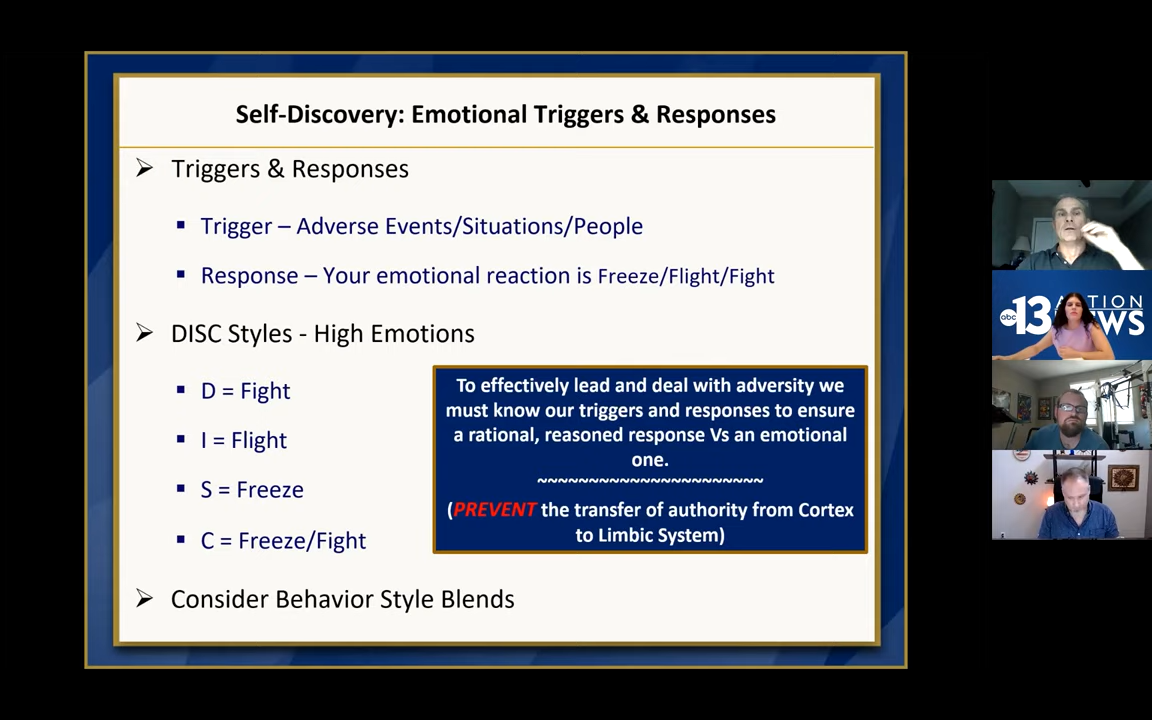 Self-Discovery: Emotional Triggers & Responses
Triggers & Responses
Trigger – Adverse Events/Situations/People
Response – Your emotional reaction is Freeze/Flight/Fight
DISC Styles - High Emotions
D = Fight
I = Flight
S = Freeze
C = Freeze/Fight
To effectively lead and deal with adversity we
must know our triggers and responses to ensure
a rational, reasoned response Vs an emotional
one.
~~~~~~~~~~~~~~~~~~~~~~
(PREVENT the transfer of authority from Cortex
to Limbic System)
Consider Behavior Style Blends
abc 13